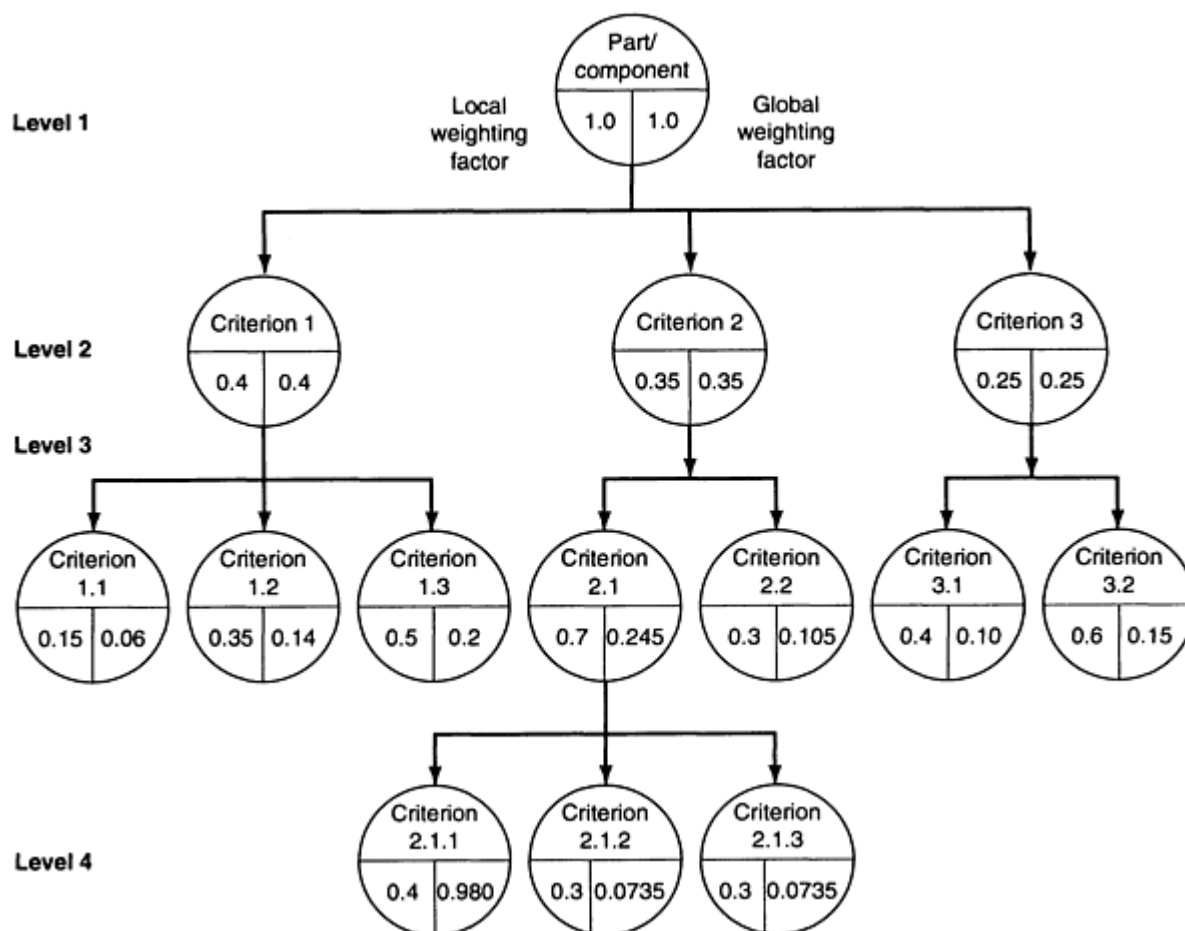 Part/
component
1.0 1.0
Local
weighting
factor
Global
weighting
factor
Level 1
Criterion 1
0.4 0.4
Criterion 2
0.35 0.35
Criterion 3
0.25 0.25
Level 2
Level 3
Criterion
1.1
0.15 0.06
Criterion
1.2
0.35 0.14
Criterion
1.3
0.5 0.2
Criterion
2.1
0.7 0.245
Criterion
2.2
0.3 0.105
Criterion
3.1
0.4 0.10
Criterion
3.2
0.6 0.15
Criterion
2.1.1
0.4 0.980
Criterion
2.1.2
0.3 0.0735
Criterion
2.1.3
0.3 0.0735
Level 4